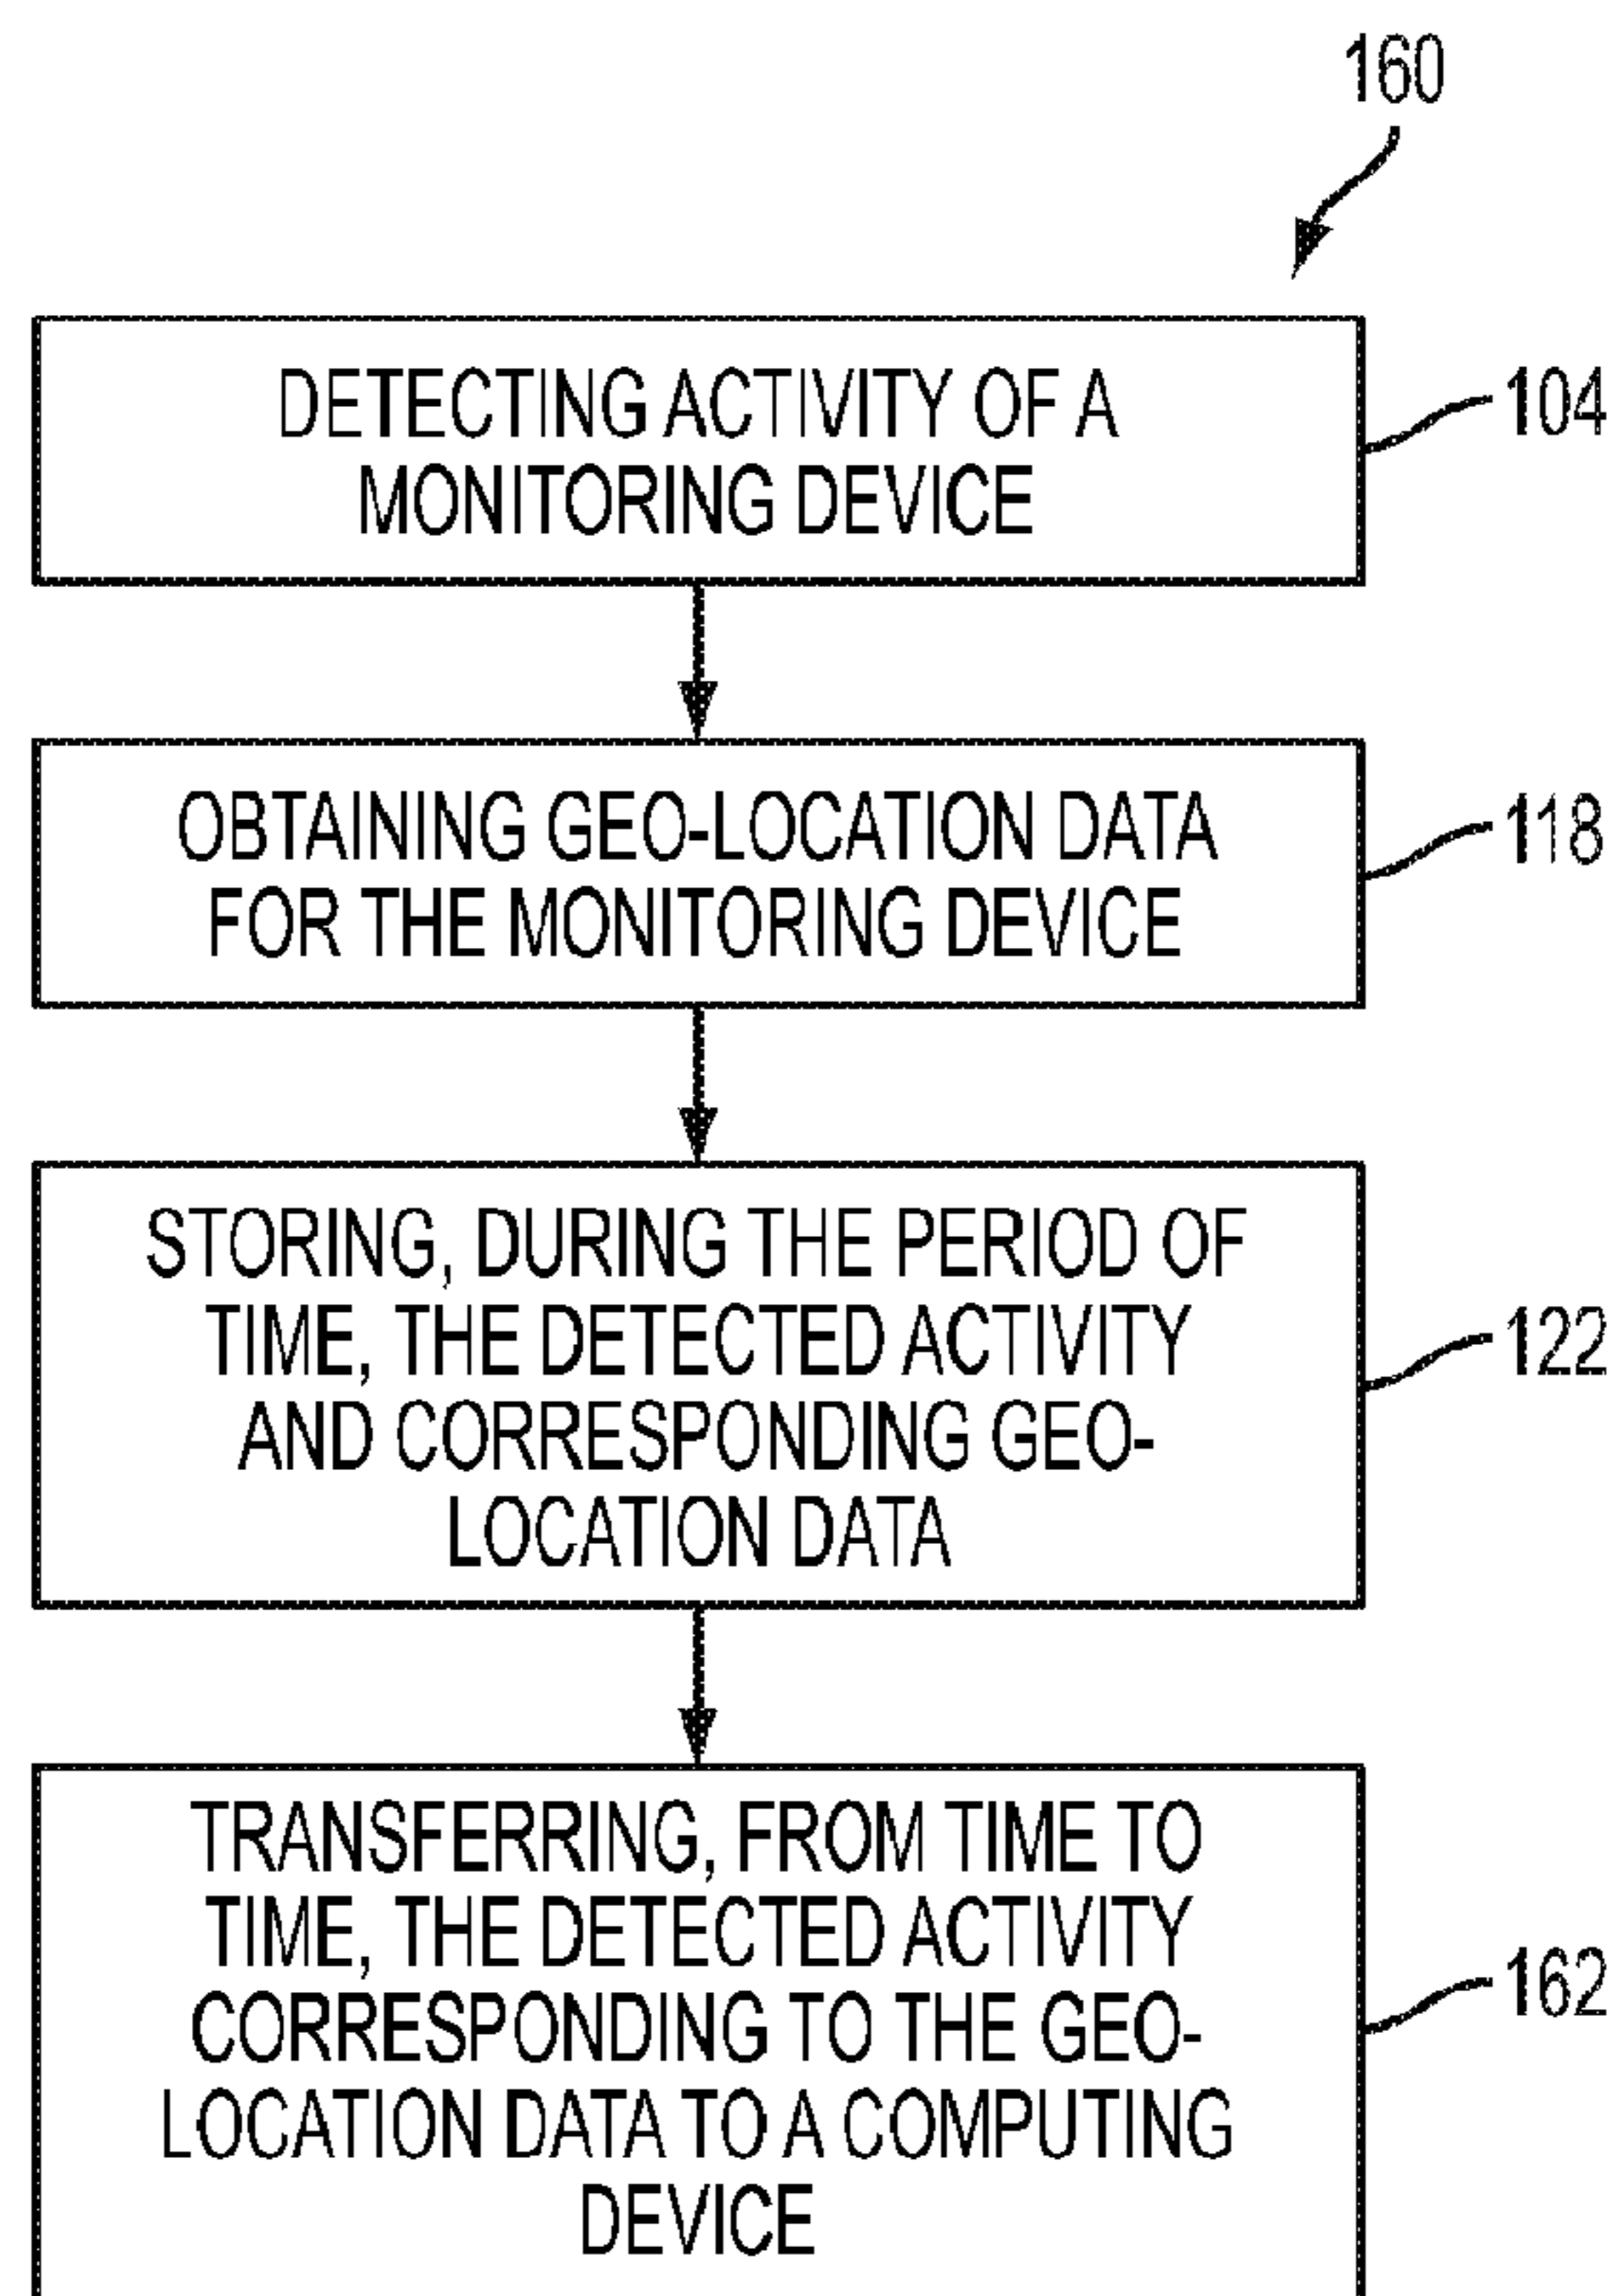 160
DETECTING ACTIVITY OF A
MONITORING DEVICE
104
OBTAINING GEO-LOCATION DATA
FOR THE MONITORING DEVICE
118
STORING, DURING THE PERIOD OF
TIME, THE DETECTED ACTIVITY
AND CORRESPONDING GEO-
LOCATION DATA
122
TRANSFERRING, FROM TIME TO
TIME, THE DETECTED ACTIVITY
CORRESPONDING TO THE GEO-
LOCATION DATA TO A COMPUTING
DEVICE
162